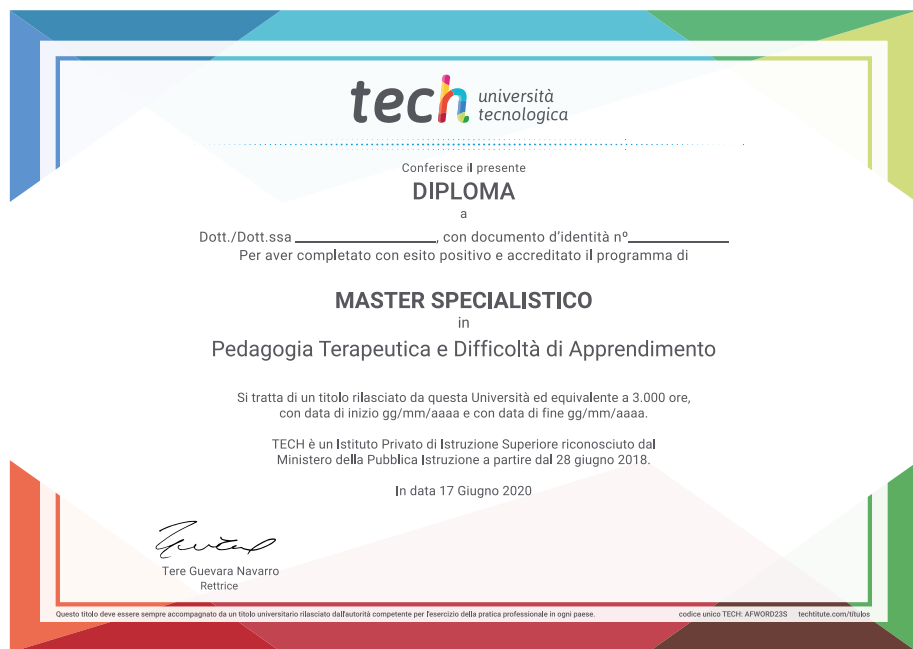 tech università
tecnologica
Conferisce il presente
DIPLOMA
a
Dott./Dott.ssa ________________, con documento d'identità nº____________
Per aver completato con esito positivo e accreditato il programma di
MASTER SPECIALISTICO
in
Pedagogia Terapeutica e Difficoltà di Apprendimento
Si tratta di un titolo rilasciato da questa Università ed equivalente a 3.000 ore,
con data di inizio gg/mm/aaaa e con data di fine gg/mm/aaaa.
TECH è un Istituto Privato di Istruzione Superiore riconosciuto dal
Ministero della Pubblica Istruzione a partire dal 28 giugno 2018.
In data 17 Giugno 2020
Tere Guevara Navarro
Rettrice
Questo titolo deve essere sempre accompagnato da un titolo universitario rilasciato dall'autorità competente per l'esercizio della pratica professionale in ogni paese. codice unico TECH: AFWORD23S techtitute.com/titulos